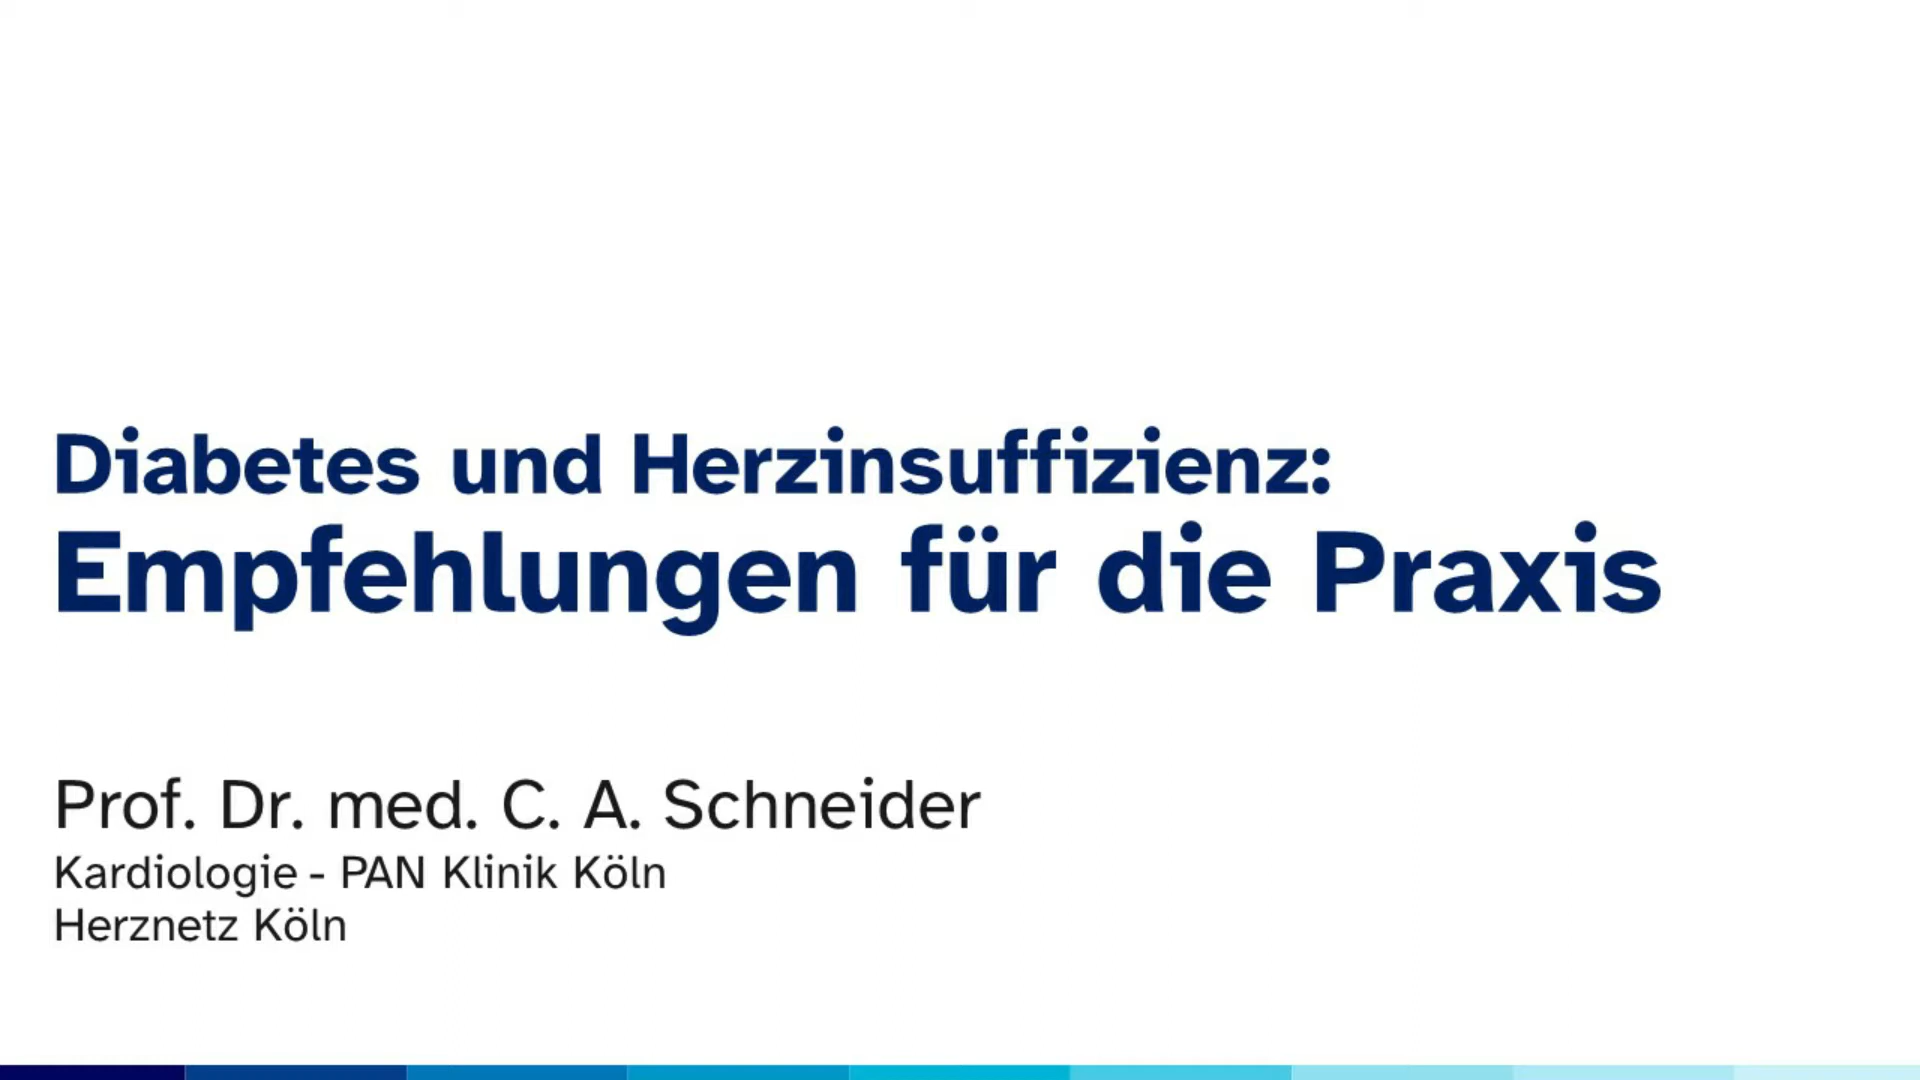 Diabetes und Herzinsuffizienz:
Empfehlungen für die Praxis
Prof. Dr. med. C. A. Schneider
Kardiologie - PAN Klinik Köln
Herznetz Köln